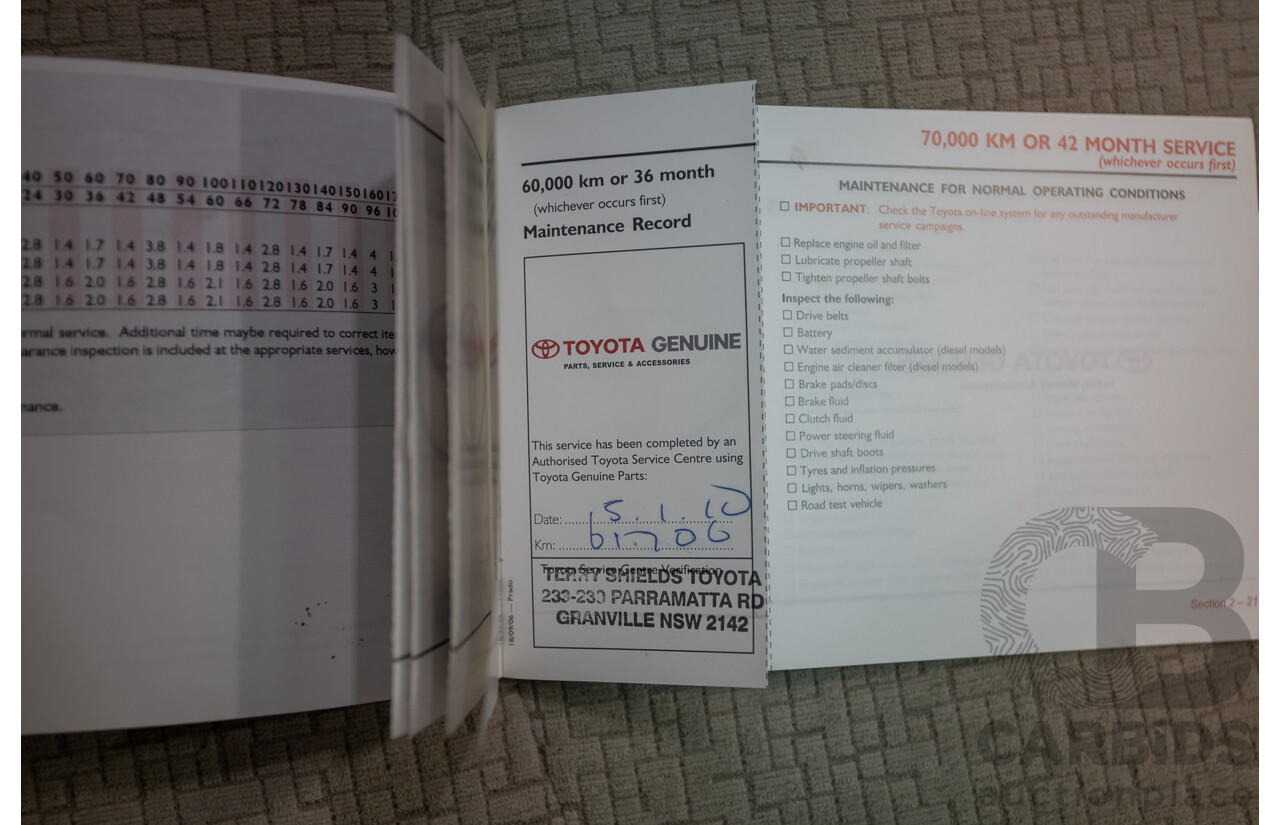 40 50 60 70 80 90 100 110 120 130 140 150 160 17
24 30 36 42 48 54 60 66 72 78 84 90 96 10
2.8 1.4 1.7 1.4 3.8 1.4 1.8 1.4 2.8 1.4 1.7 1.4 4 1
2.8 1.4 1.7 1.4 3.8 1.4 1.8 1.4 2.8 1.4 1.7 1.4 4 1
2.8 1.6 2.0 1.6 2.8 1.6 2.1 1.6 2.8 1.6 2.0 1.6 3
2.8 1.6 2.0 1.6 2.8 1.6 2.1 1.6 2.8 1.6 2.0 1.6 3
rmal service. Additional time maybe required to correct ite
arance inspection is included at the appropriate services, how
nance.
60,000 km or 36 month
(whichever occurs first)
Maintenance Record
TOYOTA GENUINE
PARTS, SERVICE & ACCESSORIES
This service has been completed by an
Authorised Toyota Service Centre using
Toyota Genuine Parts:
Date: 15.1.10
Km: 61706
Toyota Service Centre Verification
TERRY SHIELDS TOYOTA
233-239 PARRAMATTA RD
GRANVILLE NSW 2142
18/09/06 — Prado
70,000 KM OR 42 MONTH SERVICE
(whichever occurs first)
MAINTENANCE FOR NORMAL OPERATING CONDITIONS
IMPORTANT: Check the Toyota on-line system for any outstanding manufacturer
service campaigns.
Replace engine oil and filter
Lubricate propeller shaft
Tighten propeller shaft bolts
Inspect the following:
Drive belts
Battery
Water sediment accumulator (diesel models)
Engine air cleaner filter (diesel models)
Brake pads/discs
Brake fluid
Clutch fluid
Power steering fluid
Drive shaft boots
Tyres and inflation pressures
Lights, horns, wipers, washers
Road test vehicle
Section 2 – 21
CARBIDS
auctionplace